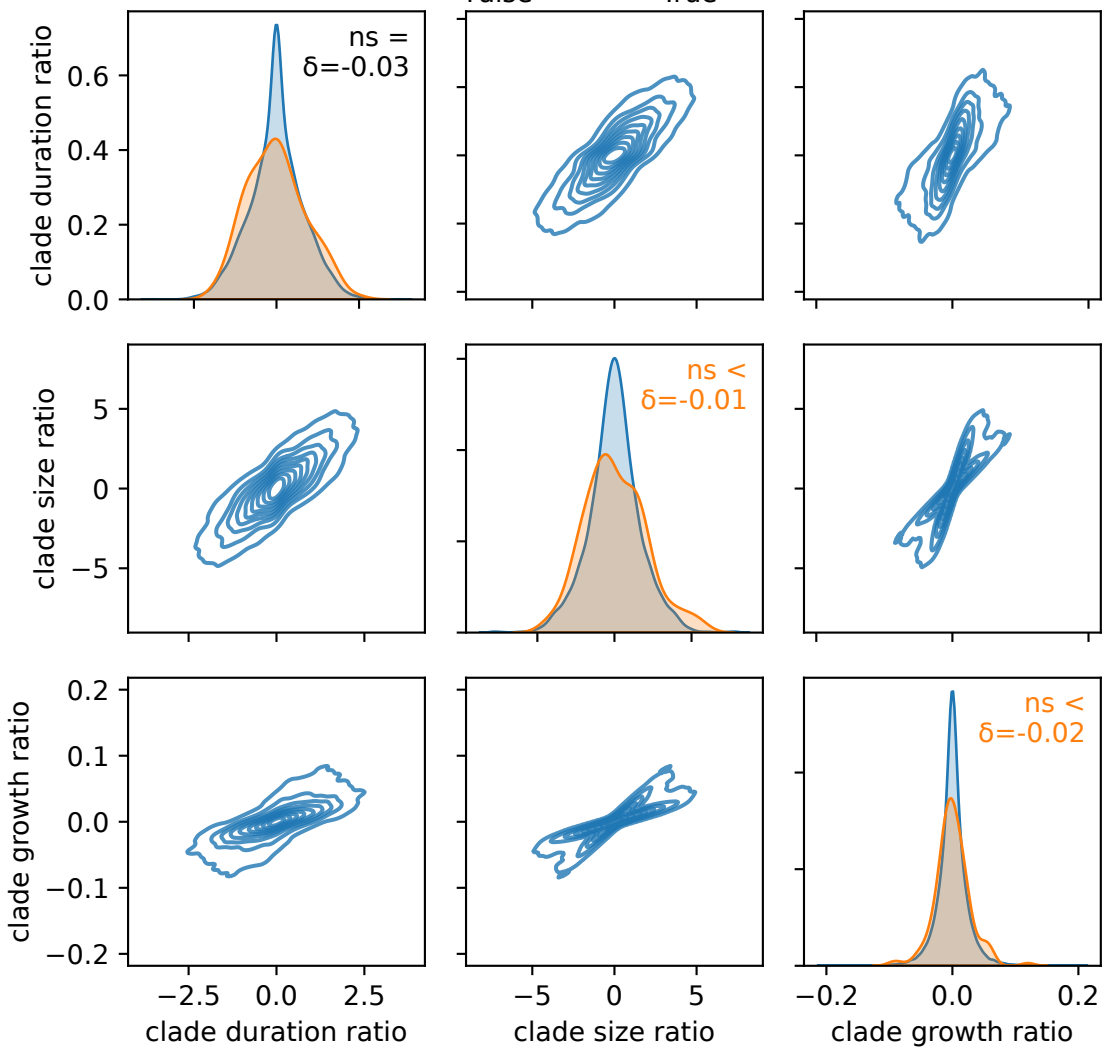 clade duration ratio
0.6
0.4
0.2
0.0
ns =
δ=-0.03
clade size ratio
5
0
−5
ns <
δ=-0.01
clade growth ratio
0.2
0.1
0.0
−0.1
−0.2
ns <
δ=-0.02
−2.5 0.0 2.5
−5 0 5
−0.2 0.0 0.2
clade duration ratio
clade size ratio
clade growth ratio